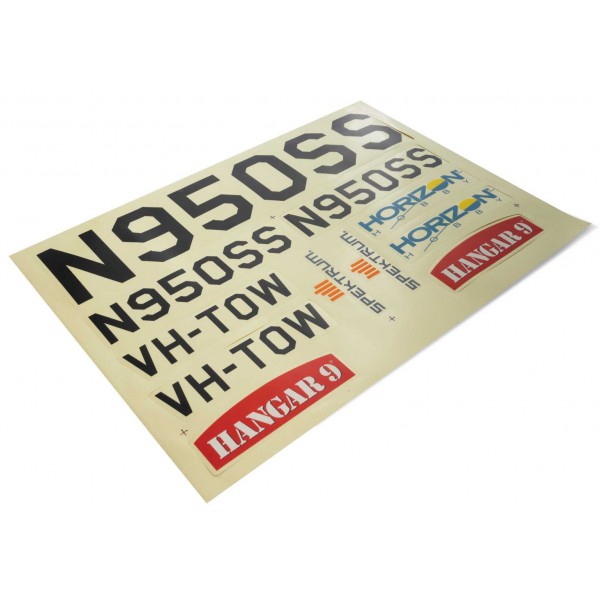 N950SS
N950SS
N950SS
VH-TOW
VH-TOW
HANGAR 9
HORIZON
HOBBY
HORIZON
HOBBY
SPEKTRUM
SPEKTRUM
HANGAR 9